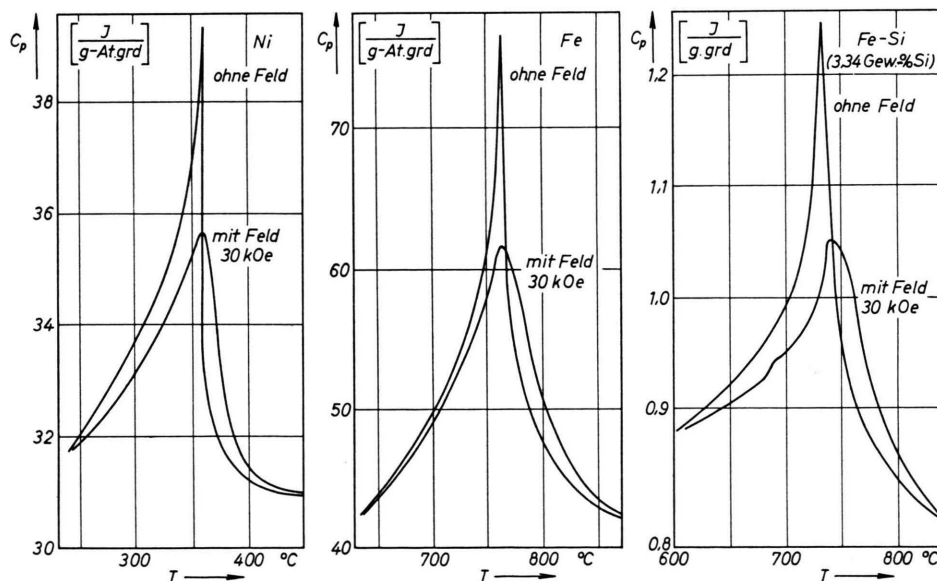 Cp [J / g-At.grd] Ni
ohne Feld
mit Feld
30 kOe
38
36
34
32
30
300 400 °C
T
Cp [J / g-At.grd] Fe
ohne Feld
mit Feld
30 kOe
70
60
50
40
700 800 °C
T
Cp [J / g.grd] Fe-Si
(3,34 Gew.-% Si)
ohne Feld
mit Feld
30 kOe
1,2
1,1
1,0
0,9
0,8
600 700 800 °C
T